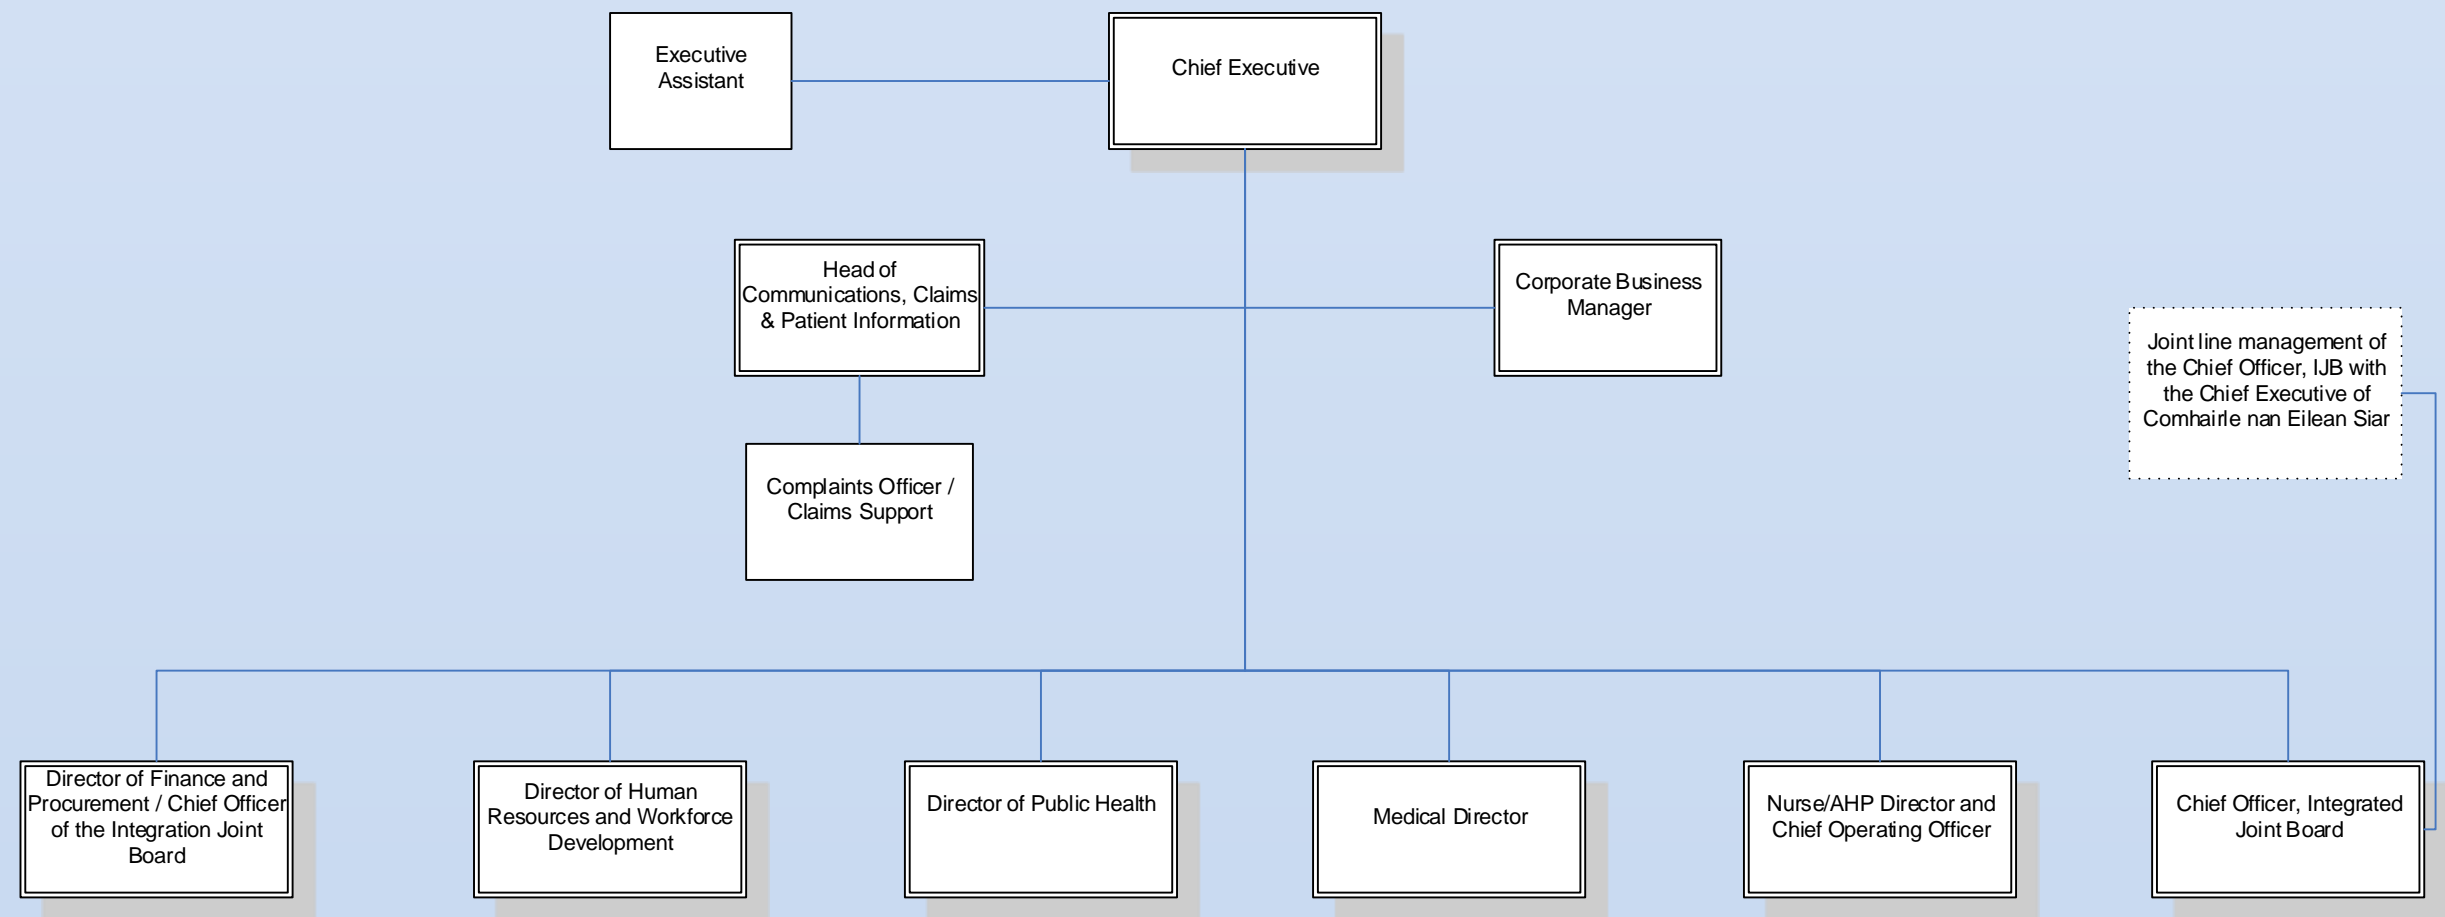 Executive
Assistant
Chief Executive
Head of
Communications, Claims
& Patient Information
Corporate Business
Manager
Joint line management of
the Chief Officer, IJB with
the Chief Executive of
Comhairle nan Eilean Siar
Complaints Officer /
Claims Support
Director of Finance and
Procurement / Chief Officer
of the Integration Joint
Board
Director of Human
Resources and Workforce
Development
Director of Public Health
Medical Director
Nurse/AHP Director and
Chief Operating Officer
Chief Officer, Integrated
Joint Board